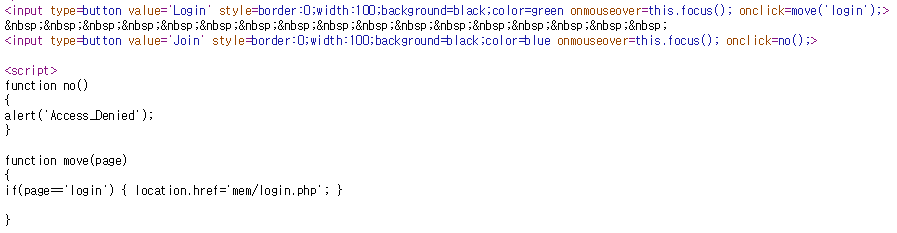 <input type=button value='Login' style=border:0;width:100;background=black;color=green onmouseover=this.focus(); onclick=move('login');>
&nbsp;&nbsp;&nbsp;&nbsp;&nbsp;&nbsp;&nbsp;&nbsp;&nbsp;&nbsp;&nbsp;&nbsp;&nbsp;&nbsp;&nbsp;&nbsp;&nbsp;
<input type=button value='Join' style=border:0;width:100;background=black;color=blue onmouseover=this.focus(); onclick=no();>
<script>
function no()
{
alert('Access_Denied');
}
function move(page)
{
if(page=='login') { location.href='mem/login.php'; }
}